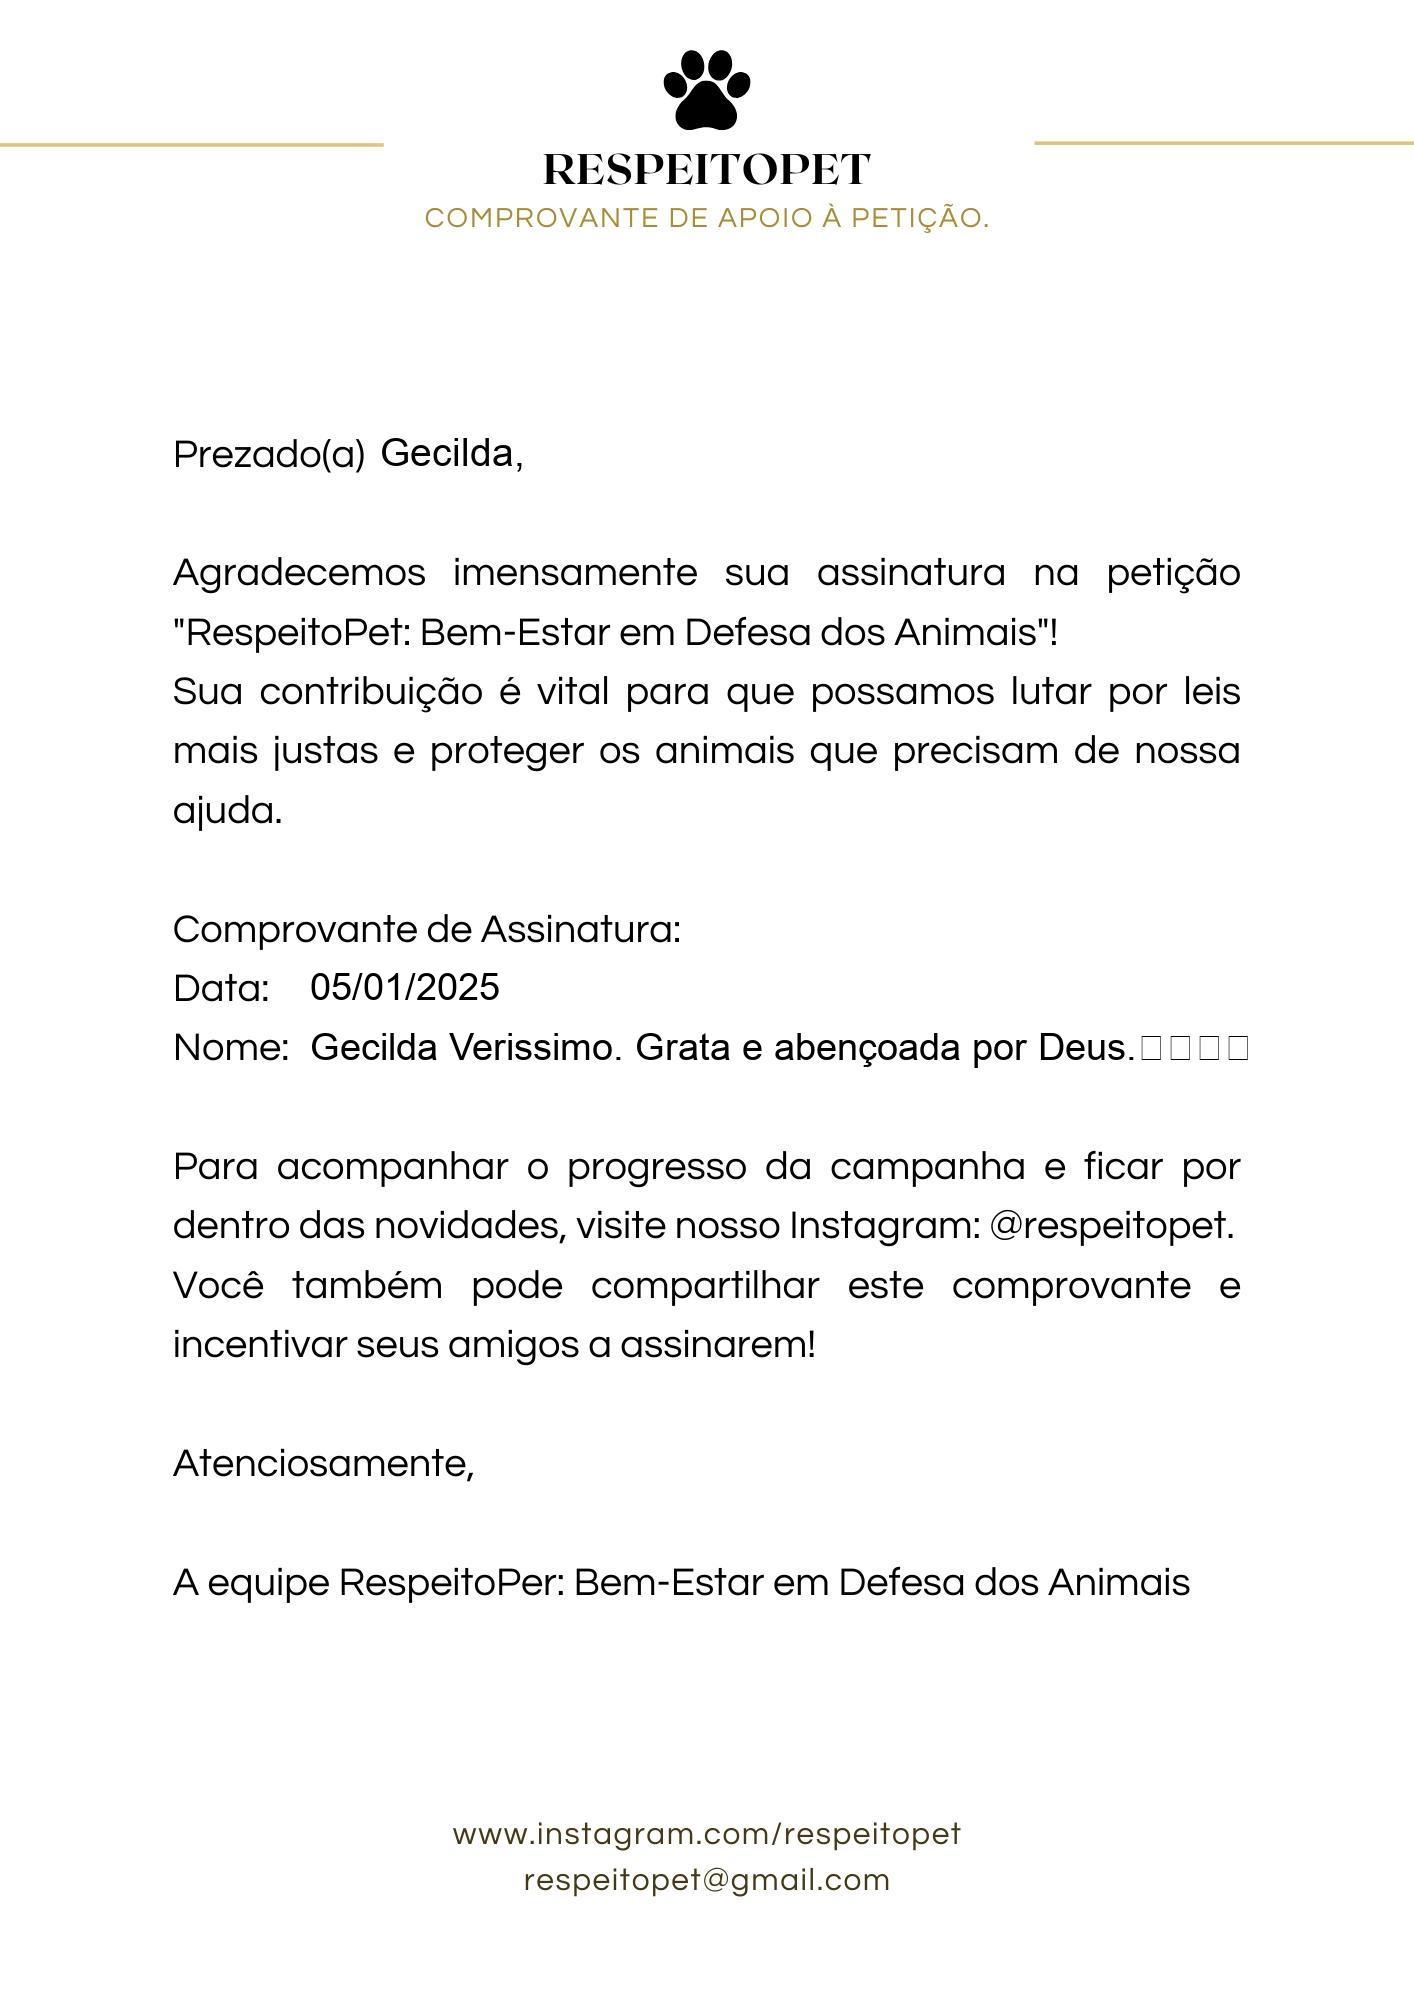 RESPEITOPET
COMPROVANTE DE APOIO À PETIÇÃO.
Prezado(a) Gecilda,
Agradecemos imensamente sua assinatura na petição
"RespeitoPet: Bem-Estar em Defesa dos Animais"!
Sua contribuição é vital para que possamos lutar por leis
mais justas e proteger os animais que precisam de nossa
ajuda.
Comprovante de Assinatura:
Data: 05/01/2025
Nome: Gecilda Verissimo. Grata e abençoada por Deus.□□□□
Para acompanhar o progresso da campanha e ficar por
dentro das novidades, visite nosso Instagram: @respeitopet.
Você também pode compartilhar este comprovante e
incentivar seus amigos a assinarem!
Atenciosamente,
A equipe RespeitoPer: Bem-Estar em Defesa dos Animais
www.instagram.com/respeitopet
respeitopet@gmail.com